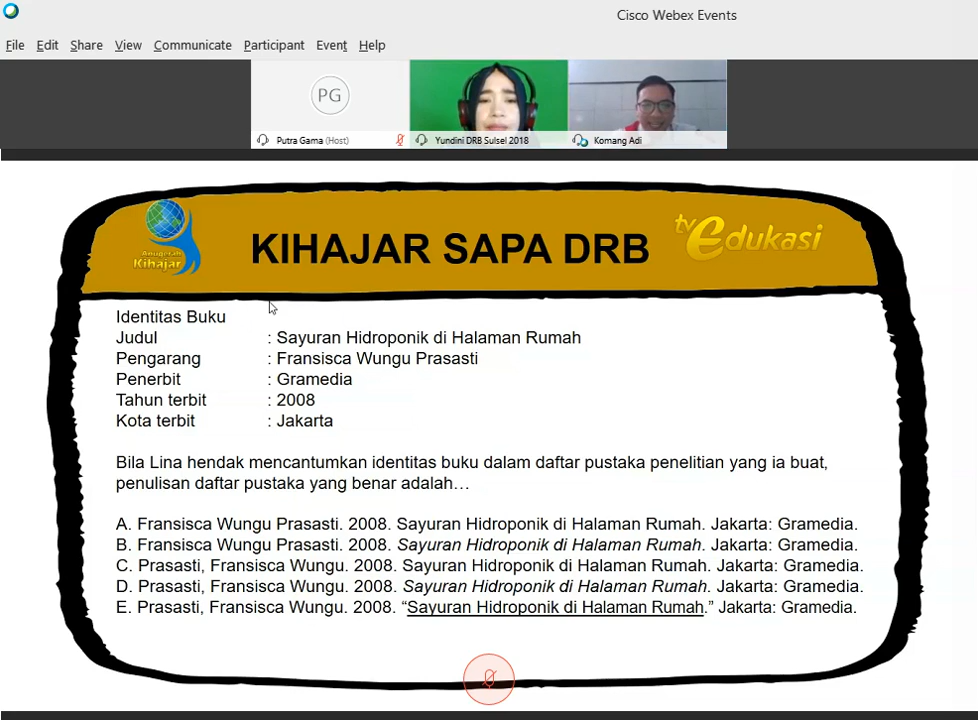 Cisco Webex Events
File Edit Share View Communicate Participant Event Help
PG
Putra Gama (Host) Yundini DRB Sulsel 2018 Komang Adi
Anugerah
Kihajar
KIHAJAR SAPA DRB
tv Edukasi
Identitas Buku
Judul : Sayuran Hidroponik di Halaman Rumah
Pengarang : Fransisca Wungu Prasasti
Penerbit : Gramedia
Tahun terbit : 2008
Kota terbit : Jakarta
Bila Lina hendak mencantumkan identitas buku dalam daftar pustaka penelitian yang ia buat,
penulisan daftar pustaka yang benar adalah…
A. Fransisca Wungu Prasasti. 2008. Sayuran Hidroponik di Halaman Rumah. Jakarta: Gramedia.
B. Fransisca Wungu Prasasti. 2008. Sayuran Hidroponik di Halaman Rumah. Jakarta: Gramedia.
C. Prasasti, Fransisca Wungu. 2008. Sayuran Hidroponik di Halaman Rumah. Jakarta: Gramedia.
D. Prasasti, Fransisca Wungu. 2008. Sayuran Hidroponik di Halaman Rumah. Jakarta: Gramedia.
E. Prasasti, Fransisca Wungu. 2008. “Sayuran Hidroponik di Halaman Rumah.” Jakarta: Gramedia.